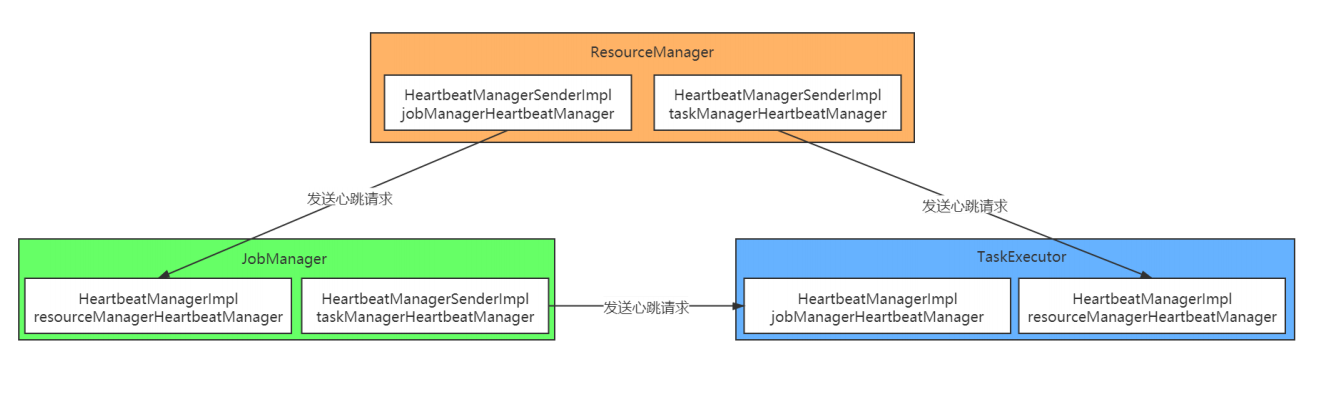 ResourceManager
HeartbeatManagerSenderImpl
jobManagerHeartbeatManager
HeartbeatManagerSenderImpl
taskManagerHeartbeatManager
发送心跳请求
发送心跳请求
JobManager
HeartbeatManagerImpl
resourceManagerHeartbeatManager
HeartbeatManagerSenderImpl
taskManagerHeartbeatManager
发送心跳请求
TaskExecutor
HeartbeatManagerImpl
jobManagerHeartbeatManager
HeartbeatManagerImpl
resourceManagerHeartbeatManager